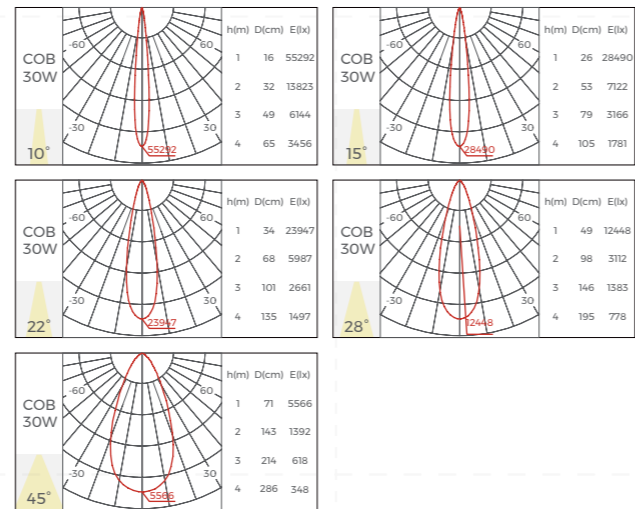 COB
30W
10°
-60
60
-30
30
55292
h(m) D(cm) E(lx)
1 16 55292
2 32 13823
3 49 6144
4 65 3456
COB
30W
15°
-60
60
-30
30
28490
h(m) D(cm) E(lx)
1 26 28490
2 53 7122
3 79 3166
4 105 1781
COB
30W
22°
-60
60
-30
30
23947
h(m) D(cm) E(lx)
1 34 23947
2 68 5987
3 101 2661
4 135 1497
COB
30W
28°
-60
60
-30
30
12448
h(m) D(cm) E(lx)
1 49 12448
2 98 3112
3 146 1383
4 195 778
COB
30W
45°
-60
60
-30
30
5566
h(m) D(cm) E(lx)
1 71 5566
2 143 1392
3 214 618
4 286 348